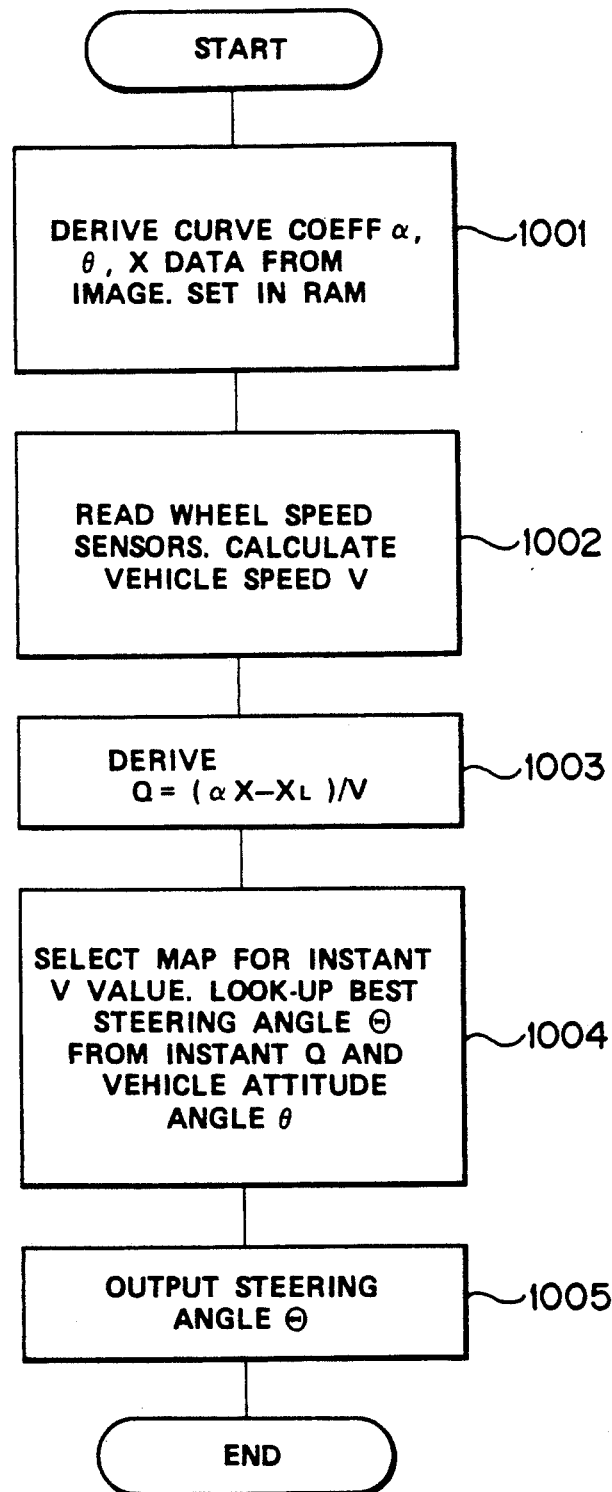 START
DERIVE CURVE COEFF α,
θ, X DATA FROM
IMAGE. SET IN RAM
1001
READ WHEEL SPEED
SENSORS. CALCULATE
VEHICLE SPEED V
1002
DERIVE
Q = (αX-XL)/V
1003
SELECT MAP FOR INSTANT
V VALUE. LOOK-UP BEST
STEERING ANGLE Θ
FROM INSTANT Q AND
VEHICLE ATTITUDE
ANGLE θ
1004
OUTPUT STEERING
ANGLE Θ
1005
END